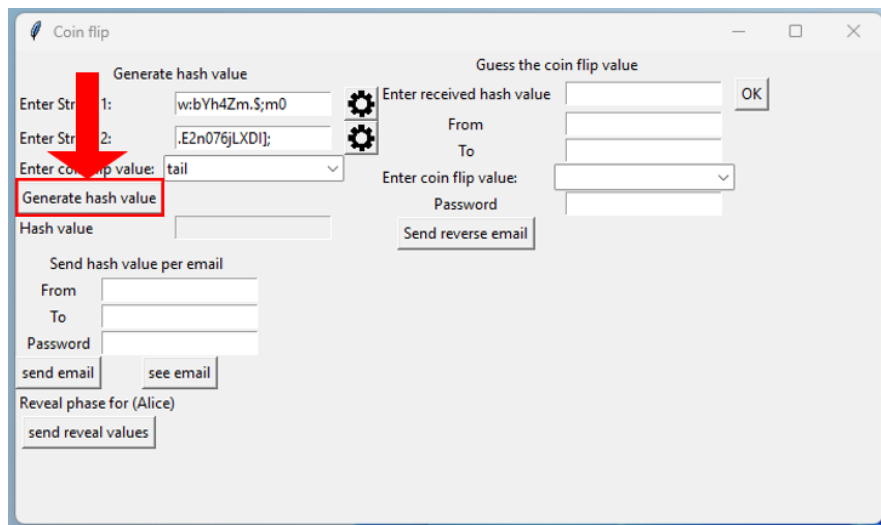 Coin flip
Generate hash value
Enter Str 1:
w:bYh4Zm.$;m0
Enter Str 2:
.E2n076jLXDI];
Enter co ip value:
tail
Generate hash value
Hash value
Send hash value per email
From
To
Password
send email
see email
Reveal phase for (Alice)
send reveal values
Guess the coin flip value
Enter received hash value
OK
From
To
Enter coin flip value:
Password
Send reverse email